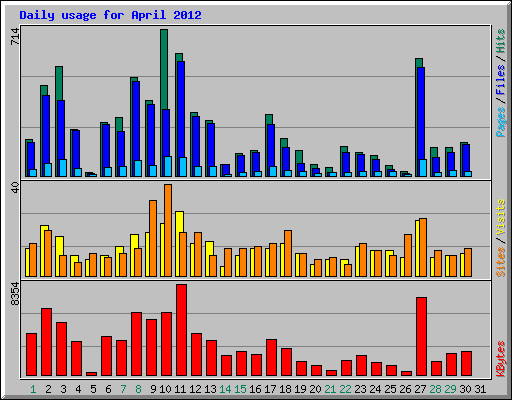 Daily usage for April 2012
714
Pages / Files / Hits
40
Sites / Visits
8354
KBytes
1 2 3 4 5 6 7 8 9 10 11 12 13 14 15 16 17 18 19 20 21 22 23 24 25 26 27 28 29 30 31